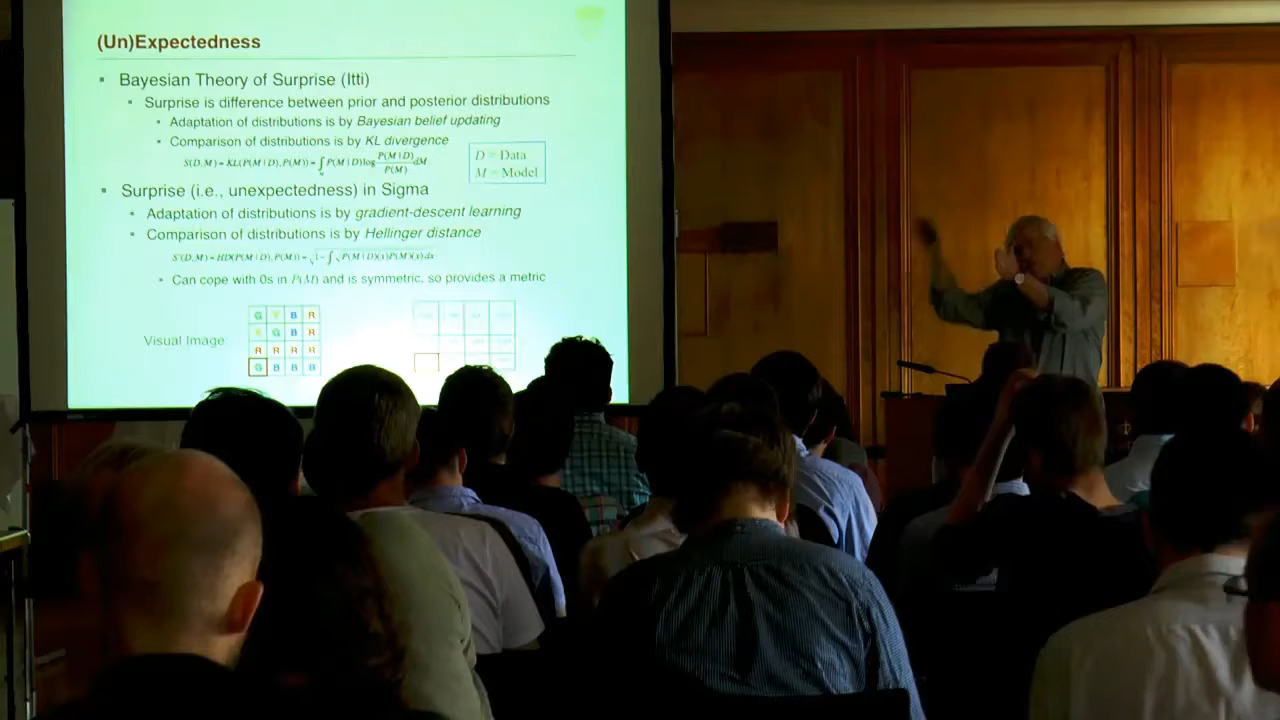 (Un)Expectedness
▪ Bayesian Theory of Surprise (Itti)
▪ Surprise is difference between prior and posterior distributions
▪ Adaptation of distributions is by Bayesian belief updating
▪ Comparison of distributions is by KL divergence
S(D,M) = KL(P(M | D), P(M)) = ∫ P(M | D) log P(M | D) / P(M) dM
D = Data
M = Model
▪ Surprise (i.e., unexpectedness) in Sigma
▪ Adaptation of distributions is by gradient-descent learning
▪ Comparison of distributions is by Hellinger distance
▪ Can cope with 0s in P(M) and is symmetric, so provides a metric
Visual Image:
G Y B R
Y G B R
R R R R
G B B B